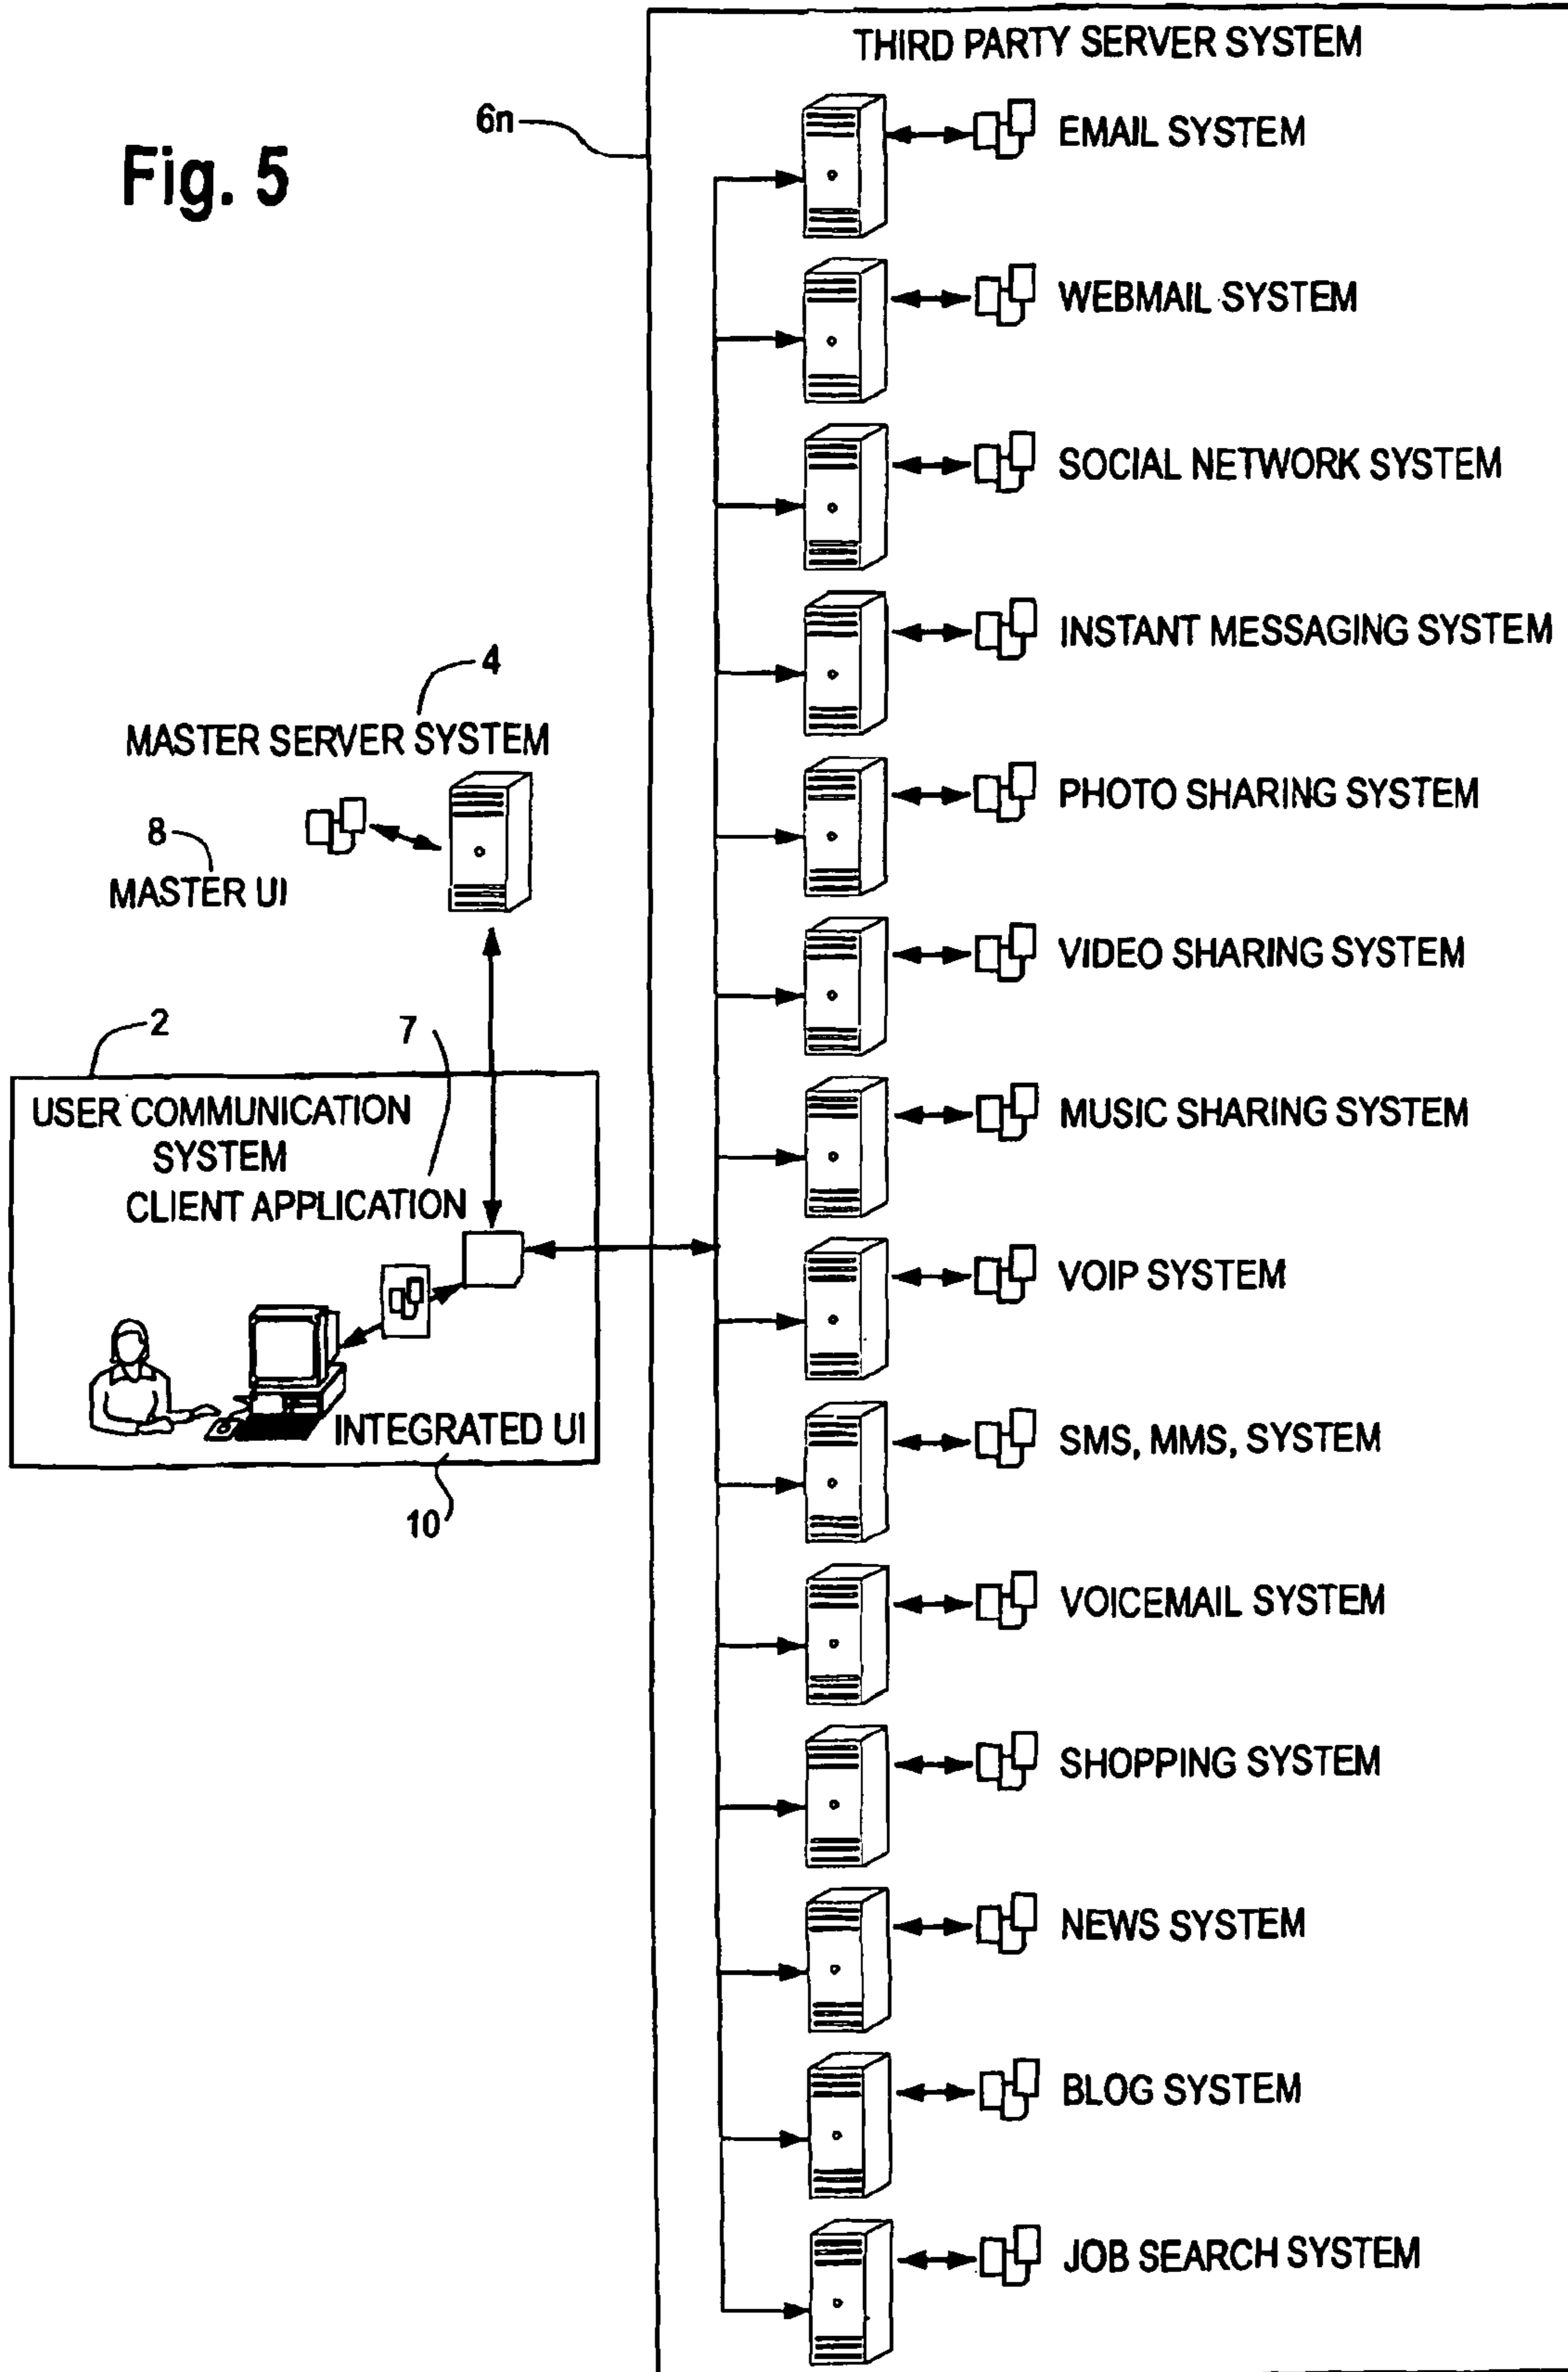 Fig. 5
THIRD PARTY SERVER SYSTEM
6n
EMAIL SYSTEM
WEBMAIL SYSTEM
SOCIAL NETWORK SYSTEM
INSTANT MESSAGING SYSTEM
PHOTO SHARING SYSTEM
VIDEO SHARING SYSTEM
MUSIC SHARING SYSTEM
VOIP SYSTEM
SMS, MMS, SYSTEM
VOICEMAIL SYSTEM
SHOPPING SYSTEM
NEWS SYSTEM
BLOG SYSTEM
JOB SEARCH SYSTEM
4
MASTER SERVER SYSTEM
8
MASTER UI
2
7
USER COMMUNICATION
SYSTEM
CLIENT APPLICATION
INTEGRATED UI
10